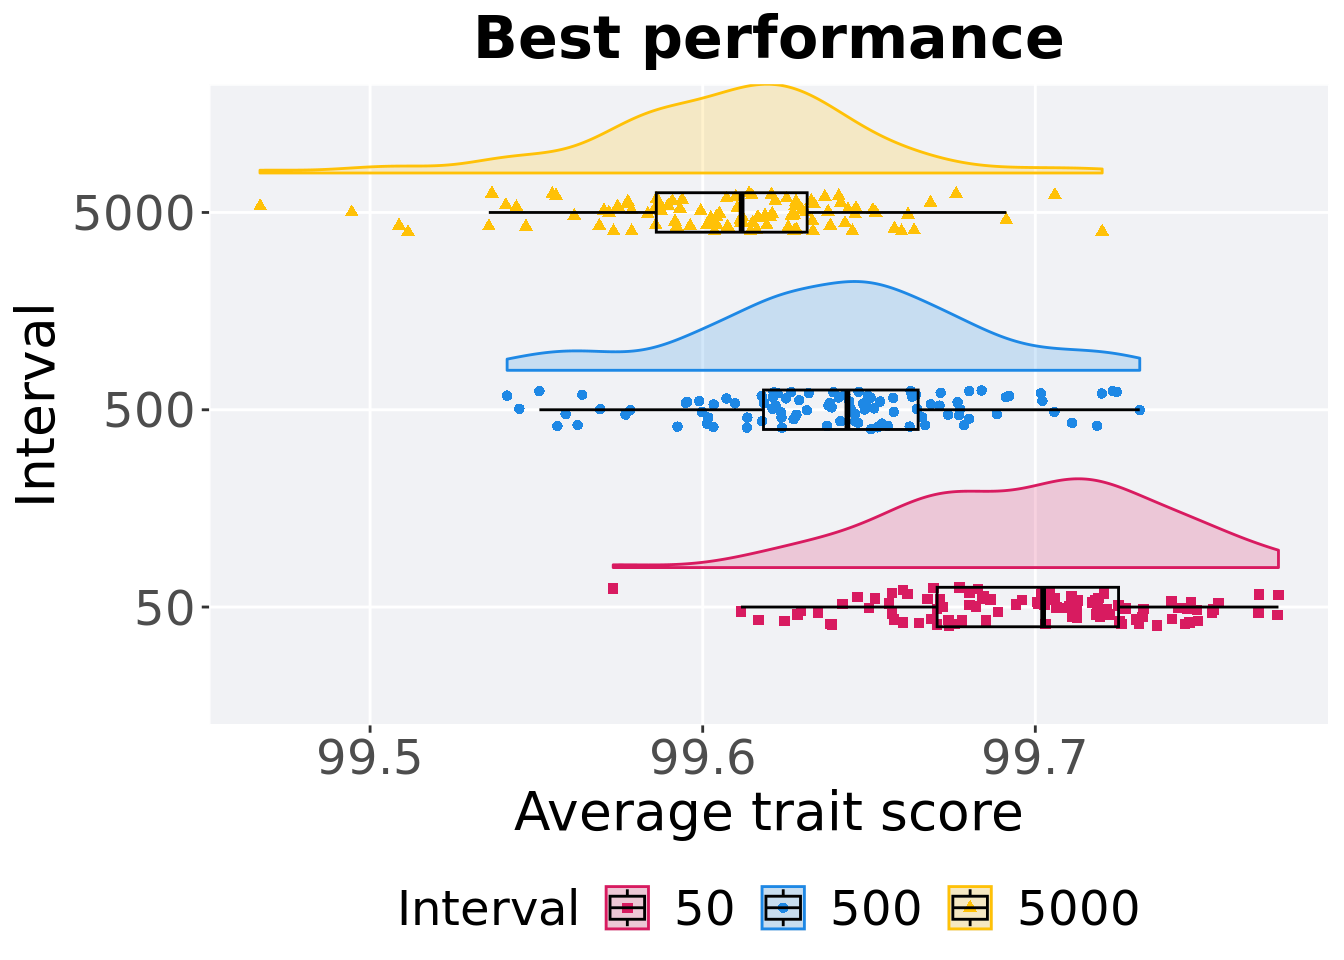 Best performance
5000
500
50
Interval
99.5 99.6 99.7
Average trait score
Interval 50 500 5000